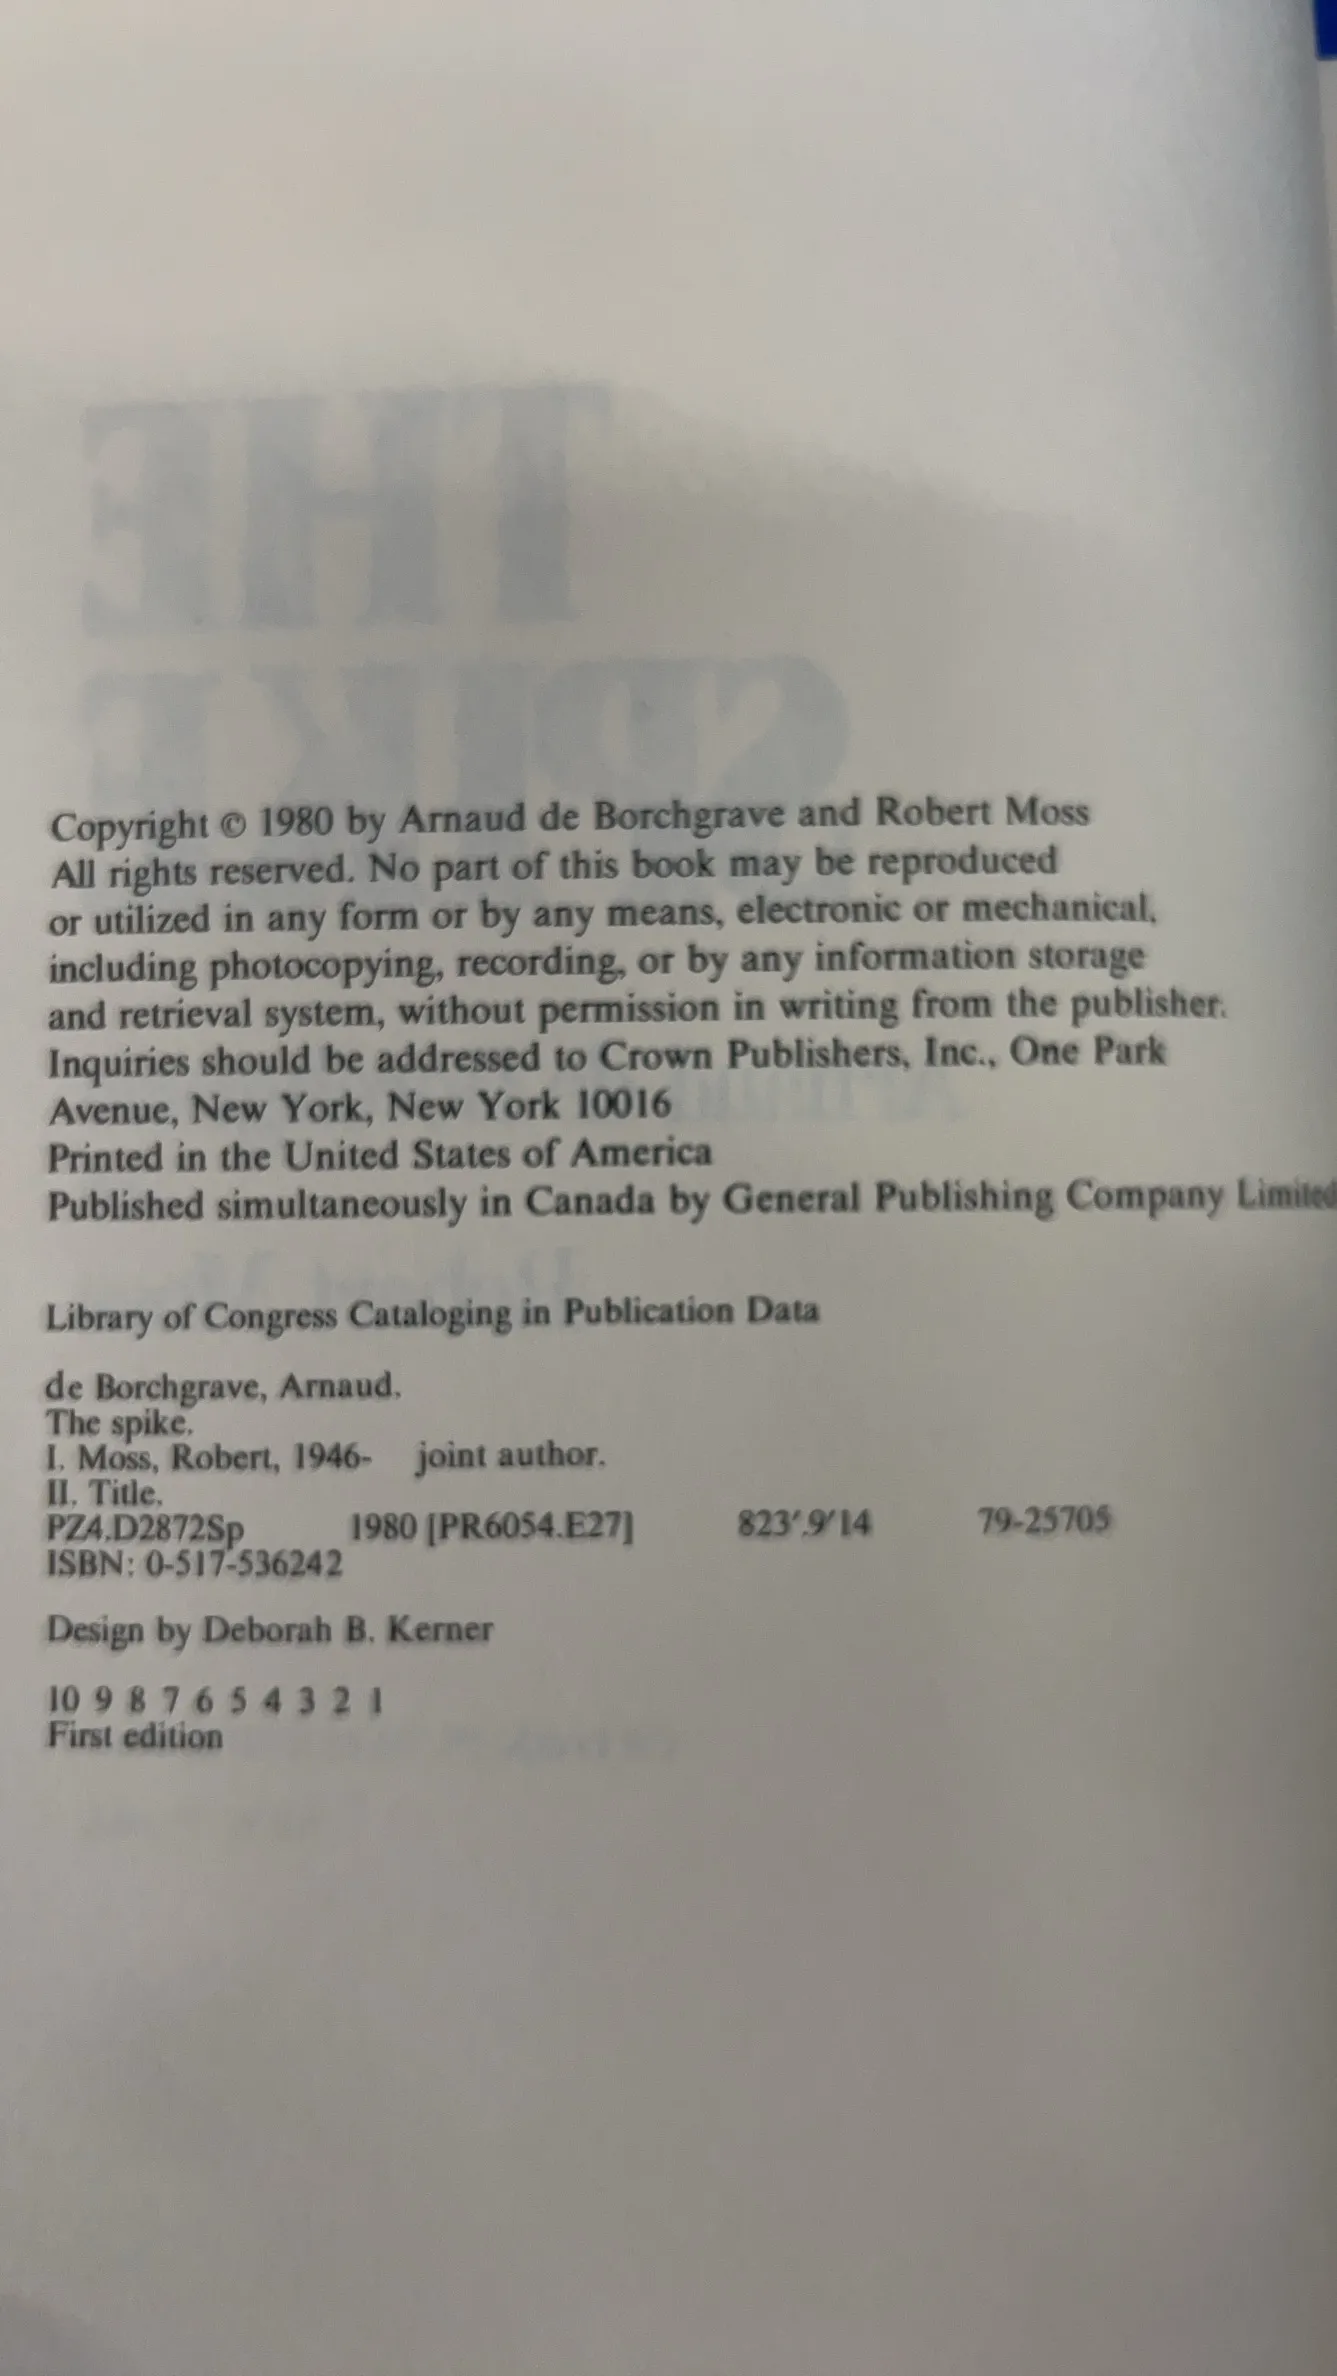 THE
SPIKE
Copyright © 1980 by Arnaud de Borchgrave and Robert Moss
All rights reserved. No part of this book may be reproduced
or utilized in any form or by any means, electronic or mechanical,
including photocopying, recording, or by any information storage
and retrieval system, without permission in writing from the publisher.
Inquiries should be addressed to Crown Publishers, Inc., One Park
Avenue, New York, New York 10016
Printed in the United States of America
Published simultaneously in Canada by General Publishing Company Limited
Library of Congress Cataloging in Publication Data
de Borchgrave, Arnaud.
The spike.
I. Moss, Robert, 1946- joint author.
II. Title.
PZ4.D2872Sp 1980 [PR6054.E27] 823'.9'14 79-25705
ISBN: 0-517-536242
Design by Deborah B. Kerner
10 9 8 7 6 5 4 3 2 1
First edition